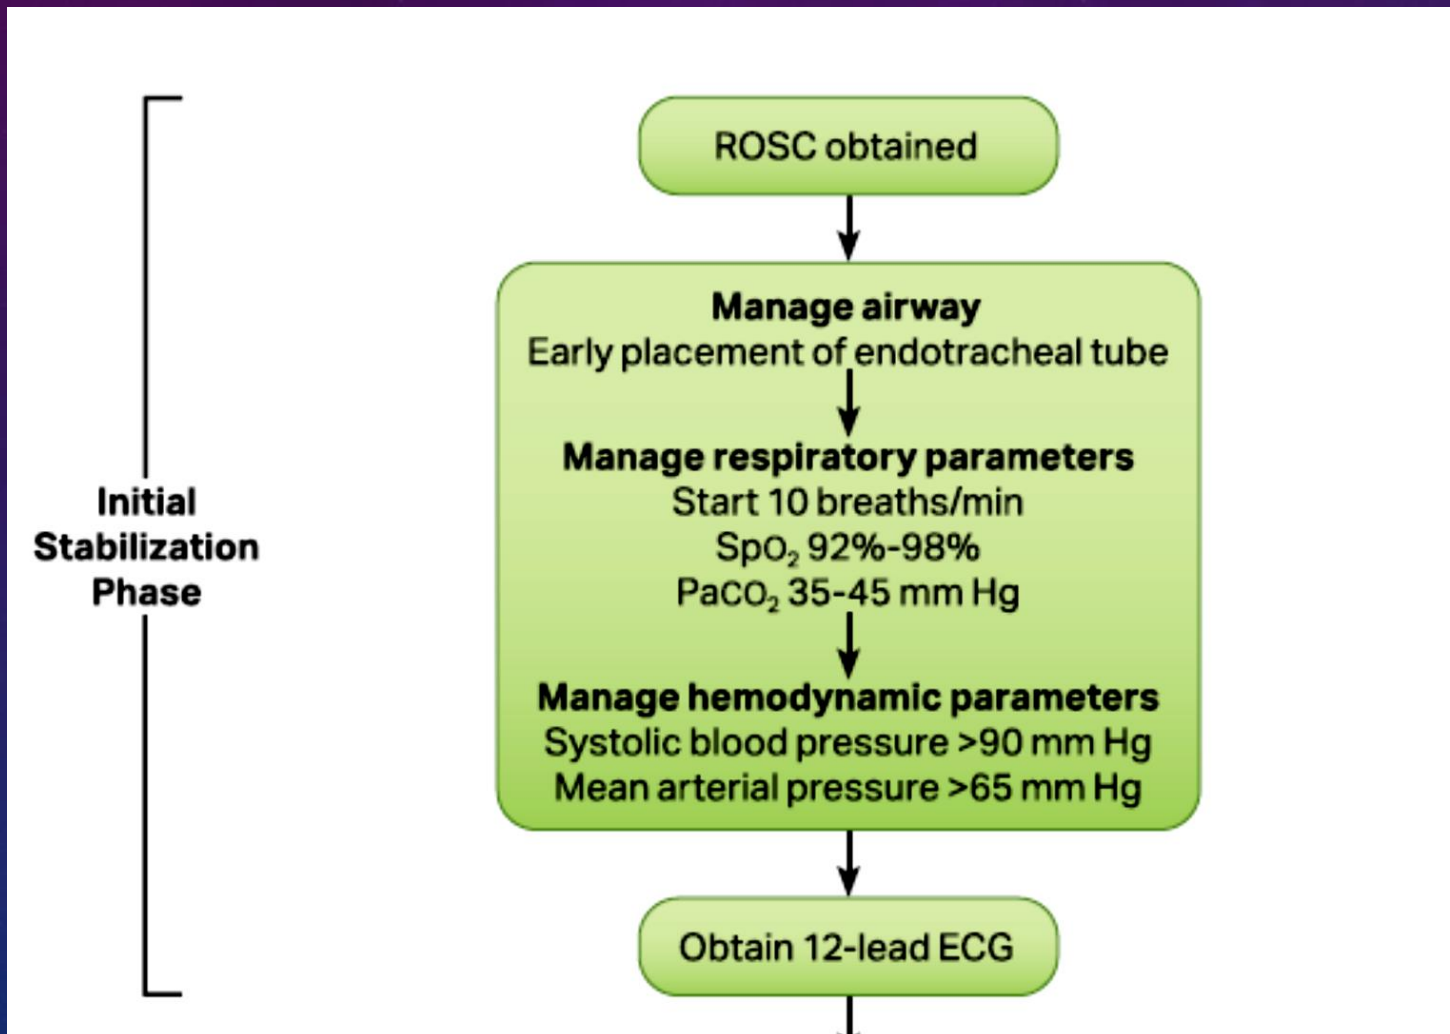 ROSC obtained
Manage airway
Early placement of endotracheal tube
Manage respiratory parameters
Start 10 breaths/min
SpO₂ 92%-98%
PaCO₂ 35-45 mm Hg
Manage hemodynamic parameters
Systolic blood pressure >90 mm Hg
Mean arterial pressure >65 mm Hg
Obtain 12-lead ECG
Initial
Stabilization
Phase